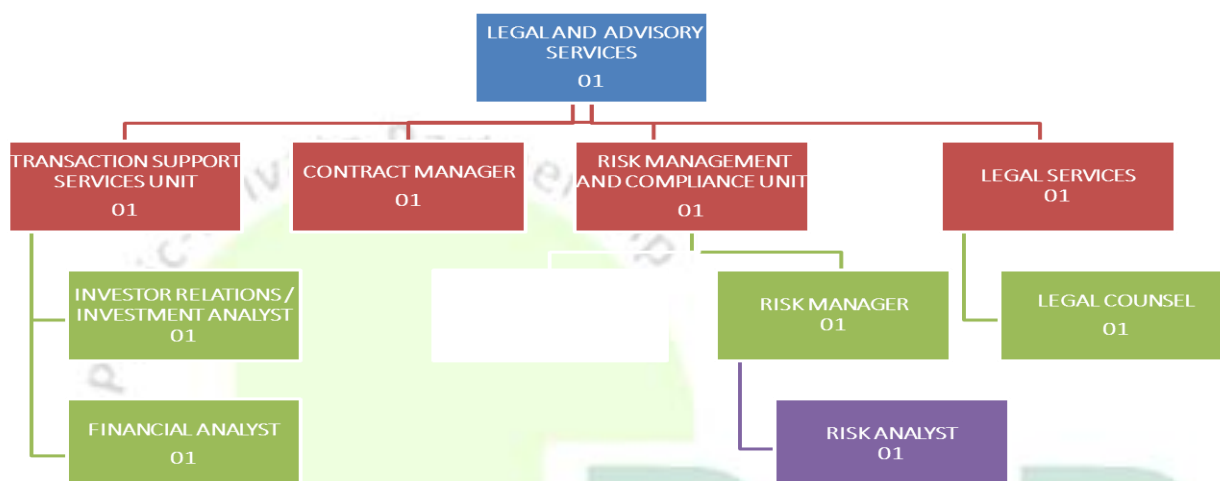 LEGAL AND ADVISORY
SERVICES
01
TRANSACTION SUPPORT
SERVICES UNIT
01
CONTRACT MANAGER
01
RISK MANAGEMENT
AND COMPLIANCE UNIT
01
LEGAL SERVICES
01
INVESTOR RELATIONS /
INVESTMENT ANALYST
01
RISK MANAGER
01
LEGAL COUNSEL
01
FINANCIAL ANALYST
01
RISK ANALYST
01